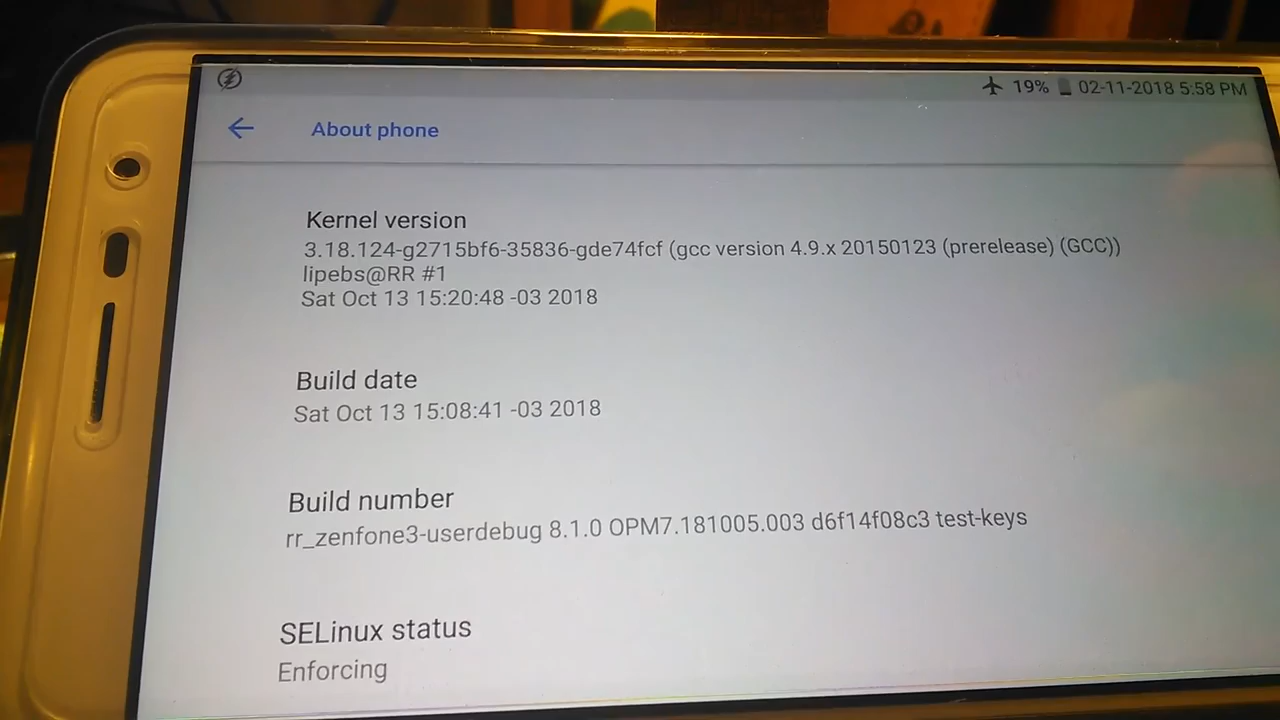 19% 02-11-2018 5:58 PM
About phone
Kernel version
3.18.124-g2715bf6-35836-gde74fcf (gcc version 4.9.x 20150123 (prerelease) (GCC))
lipebs@RR #1
Sat Oct 13 15:20:48 -03 2018
Build date
Sat Oct 13 15:08:41 -03 2018
Build number
rr_zenfone3-userdebug 8.1.0 OPM7.181005.003 d6f14f08c3 test-keys
SELinux status
Enforcing